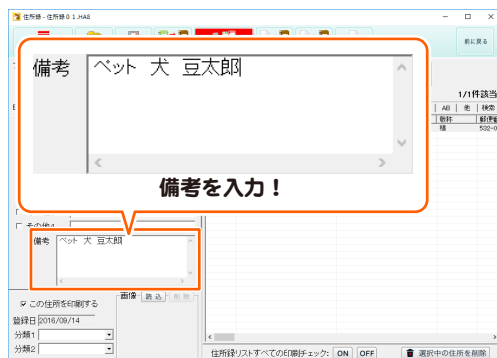 住所録 - 住所録01.HA8
前に戻る
備考
ペット 犬 豆太郎
備考を入力！
1/1件該当
AB 他 検索
敬称 郵便番
様 532-0
その他4
備考 ペット 犬 豆太郎
この住所を印刷する
画像 読込 削除
登録日 2016/09/14
分類1
分類2
住所録リストすべての印刷チェック: ON OFF
選択中の住所を削除